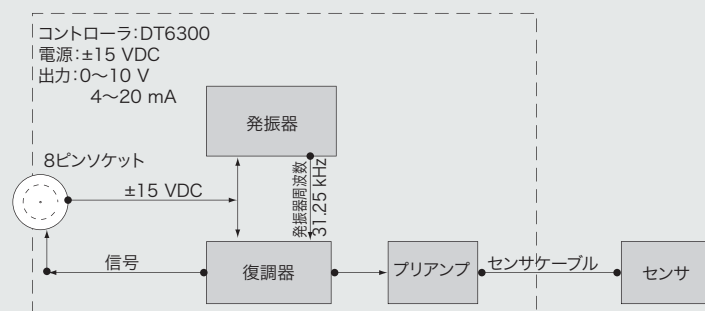 コントローラ:DT6300
電源:±15 VDC
出力:0～10 V
4～20 mA
発振器
8ピンソケット
±15 VDC
発振器周波数
31.25 kHz
信号
復調器
プリアンプ
センサケーブル
センサ